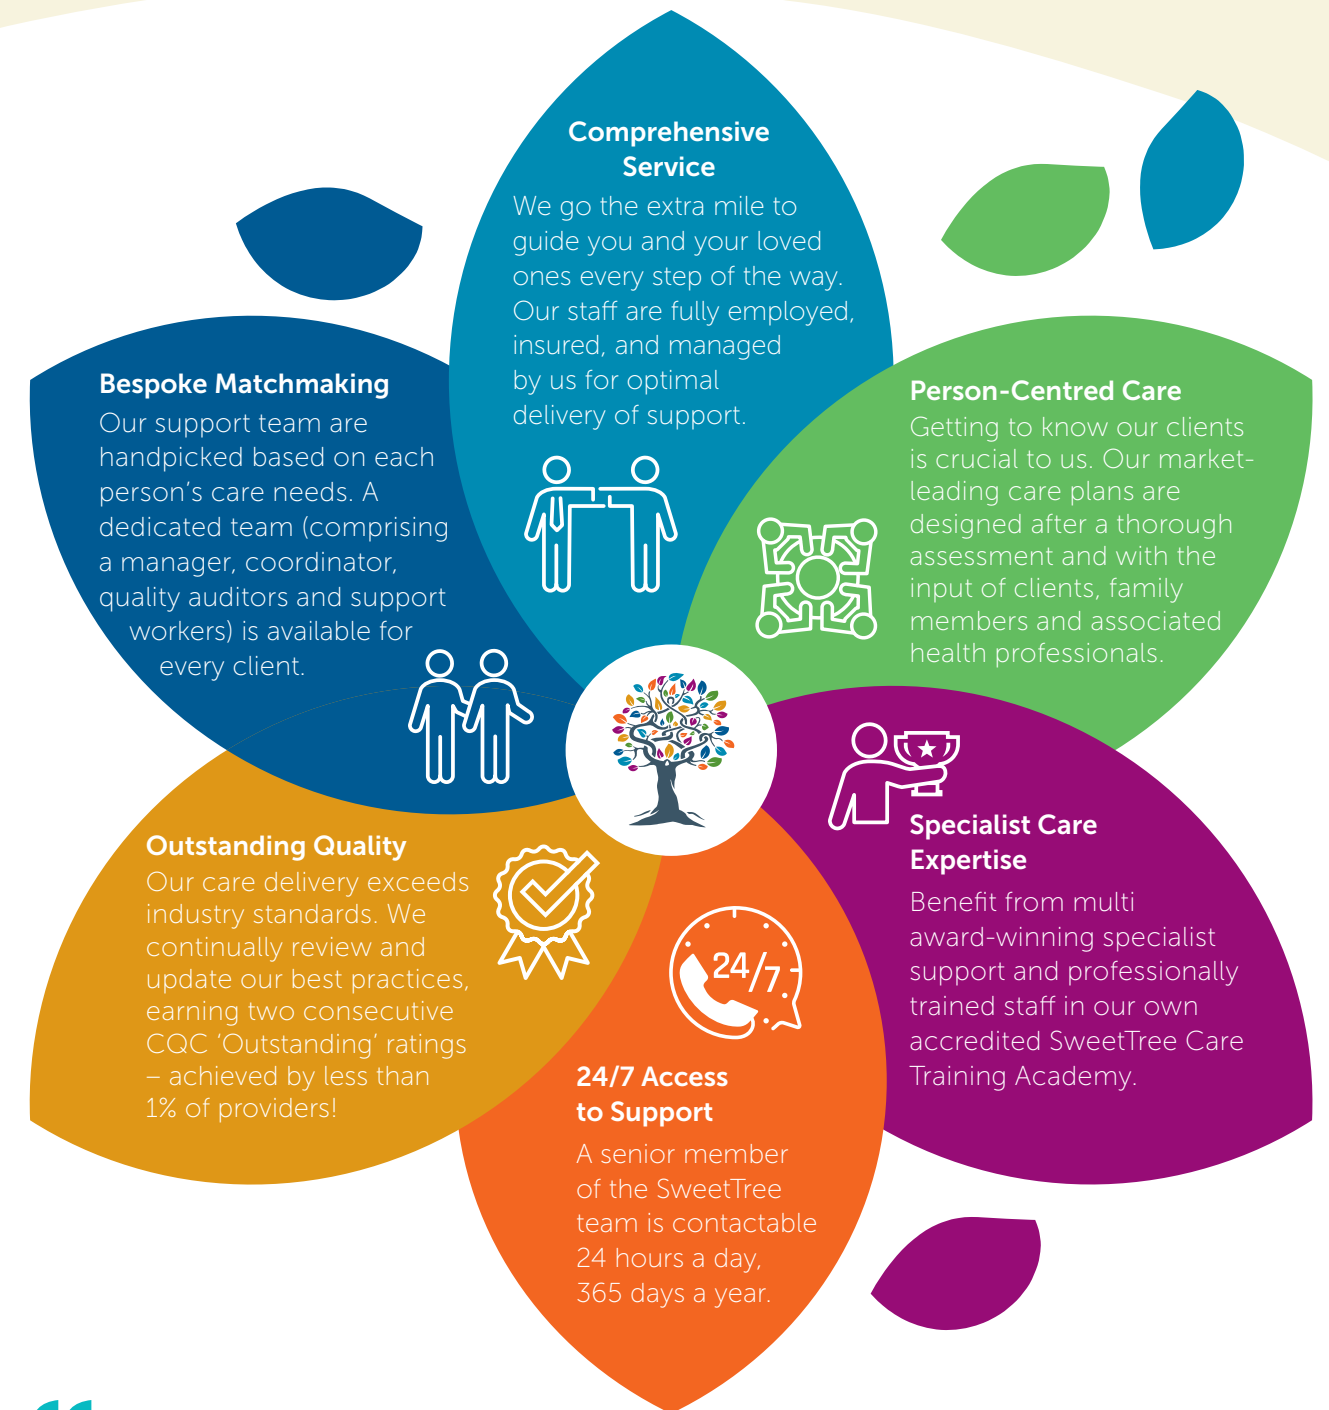 Comprehensive
Service
We go the extra mile to
guide you and your loved
ones every step of the way.
Our staff are fully employed,
insured, and managed
by us for optimal
delivery of support.
Bespoke Matchmaking
Our support team are
handpicked based on each
person's care needs. A
dedicated team (comprising
a manager, coordinator,
quality auditors and support
workers) is available for
every client.
Person-Centred Care
Getting to know our clients
is crucial to us. Our market-
leading care plans are
designed after a thorough
assessment and with the
input of clients, family
members and associated
health professionals.
Outstanding Quality
Our care delivery exceeds
industry standards. We
continually review and
update our best practices,
earning two consecutive
CQC ‘Outstanding’ ratings
– achieved by less than
1% of providers!
24/7
24/7 Access
to Support
A senior member
of the SweetTree
team is contactable
24 hours a day,
365 days a year.
Specialist Care
Expertise
Benefit from multi
award-winning specialist
support and professionally
trained staff in our own
accredited SweetTree Care
Training Academy.